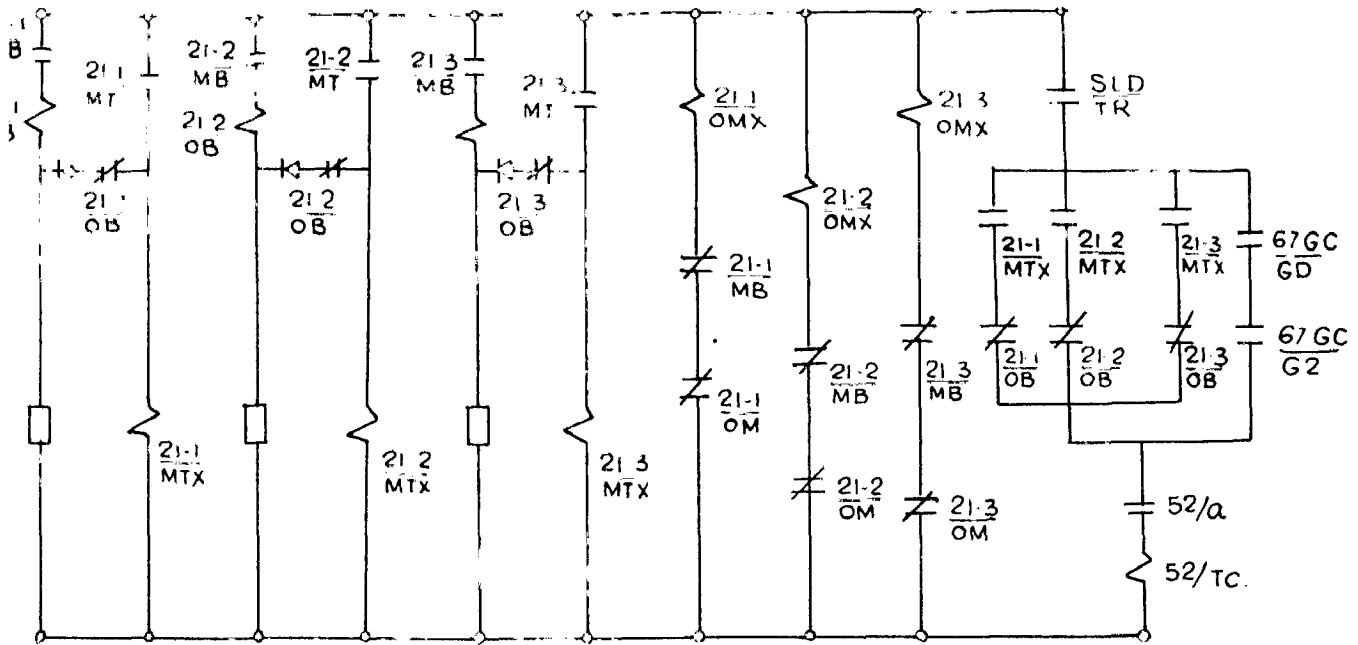 B
21-1
MT
21-2
MB
21-2
MT
21-3
MB
21-3
MT
21-1
OMX
21-3
OMX
SLD
TR
21-2
OB
21-1
OB
21-2
OB
21-3
OB
21-2
OMX
21-1
MTX
21-2
MTX
21-3
MTX
67GC
GD
21-1
MB
21-2
MB
21-3
MB
21-1
OB
21-2
OB
21-3
OB
67GC
G2
21-1
OM
21-1
MTX
21-2
MTX
21-3
MTX
21-2
OM
21-3
OM
52/a
52/TC.